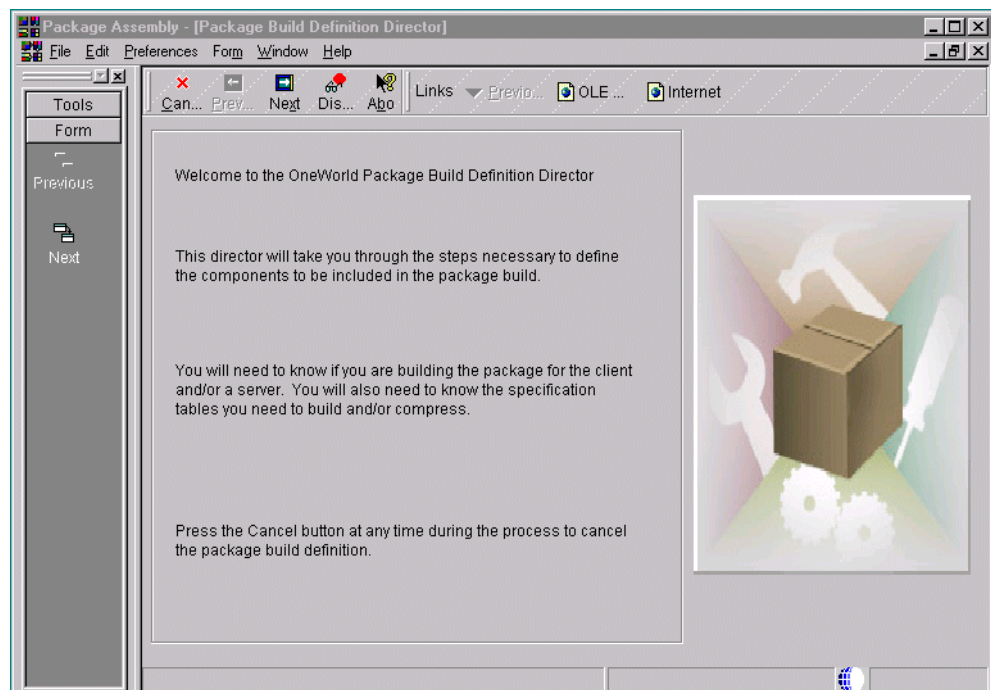 Package Assembly - [Package Build Definition Director]
File Edit Preferences Form Window Help
Can... Prev... Next Dis... Abo Links Previo... OLE ... Internet
Tools
Form
Previous
Next
Welcome to the OneWorld Package Build Definition Director
This director will take you through the steps necessary to define
the components to be included in the package build.
You will need to know if you are building the package for the client
and/or a server. You will also need to know the specification
tables you need to build and/or compress.
Press the Cancel button at any time during the process to cancel
the package build definition.